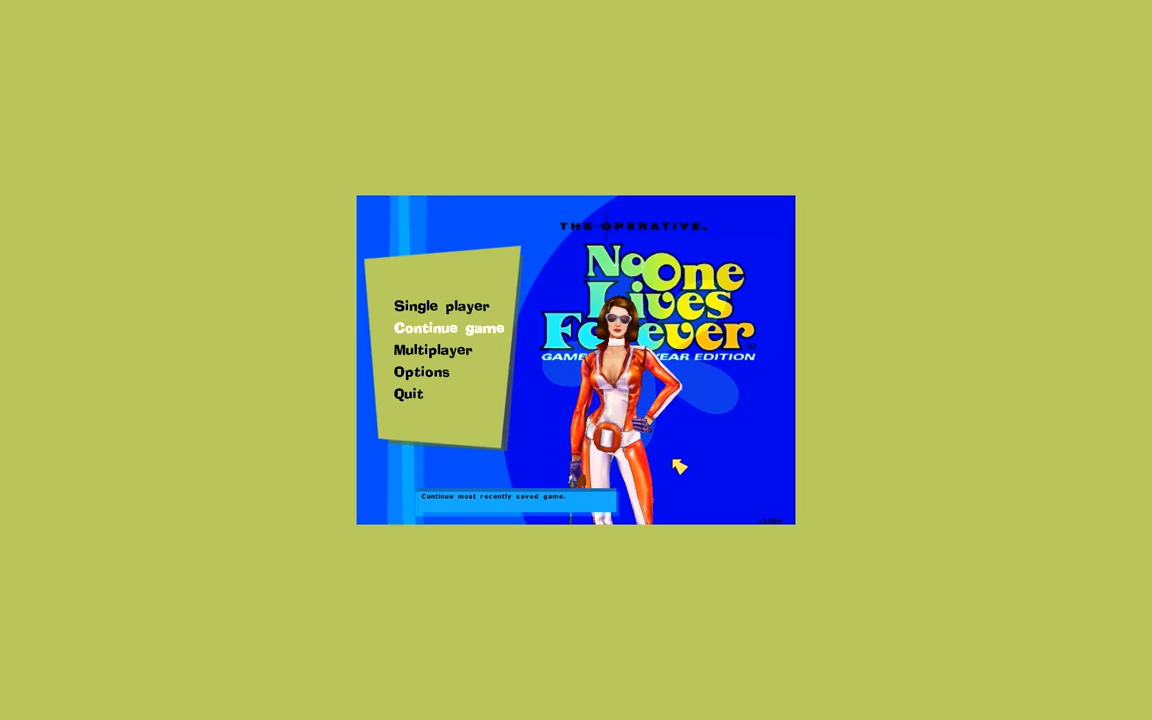 THE OPERATIVE
No One
Lives
Forever
GAME YEAR EDITION
Single player
Continue game
Multiplayer
Options
Quit
Continue most recently saved game.